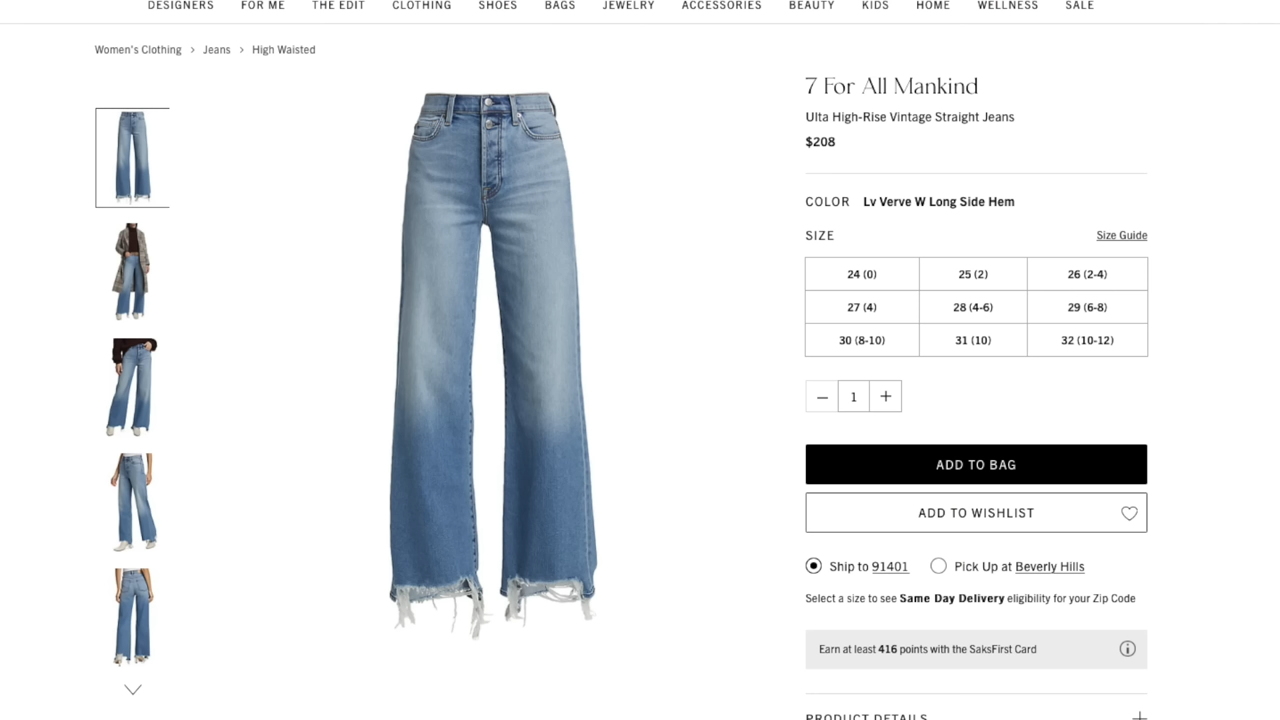 DESIGNERS FOR ME THE EDIT CLOTHING SHOES BAGS JEWELRY ACCESSORIES BEAUTY KIDS HOME WELLNESS SALE
Women's Clothing > Jeans > High Waisted
7 For All Mankind
Ulta High-Rise Vintage Straight Jeans
$208
COLOR Lv Verve W Long Side Hem
SIZE Size Guide
24 (0) 25 (2) 26 (2-4)
27 (4) 28 (4-6) 29 (6-8)
30 (8-10) 31 (10) 32 (10-12)
− 1 +
ADD TO BAG
ADD TO WISHLIST
Ship to 91401 Pick Up at Beverly Hills
Select a size to see Same Day Delivery eligibility for your Zip Code
Earn at least 416 points with the SaksFirst Card
PRODUCT DETAILS +